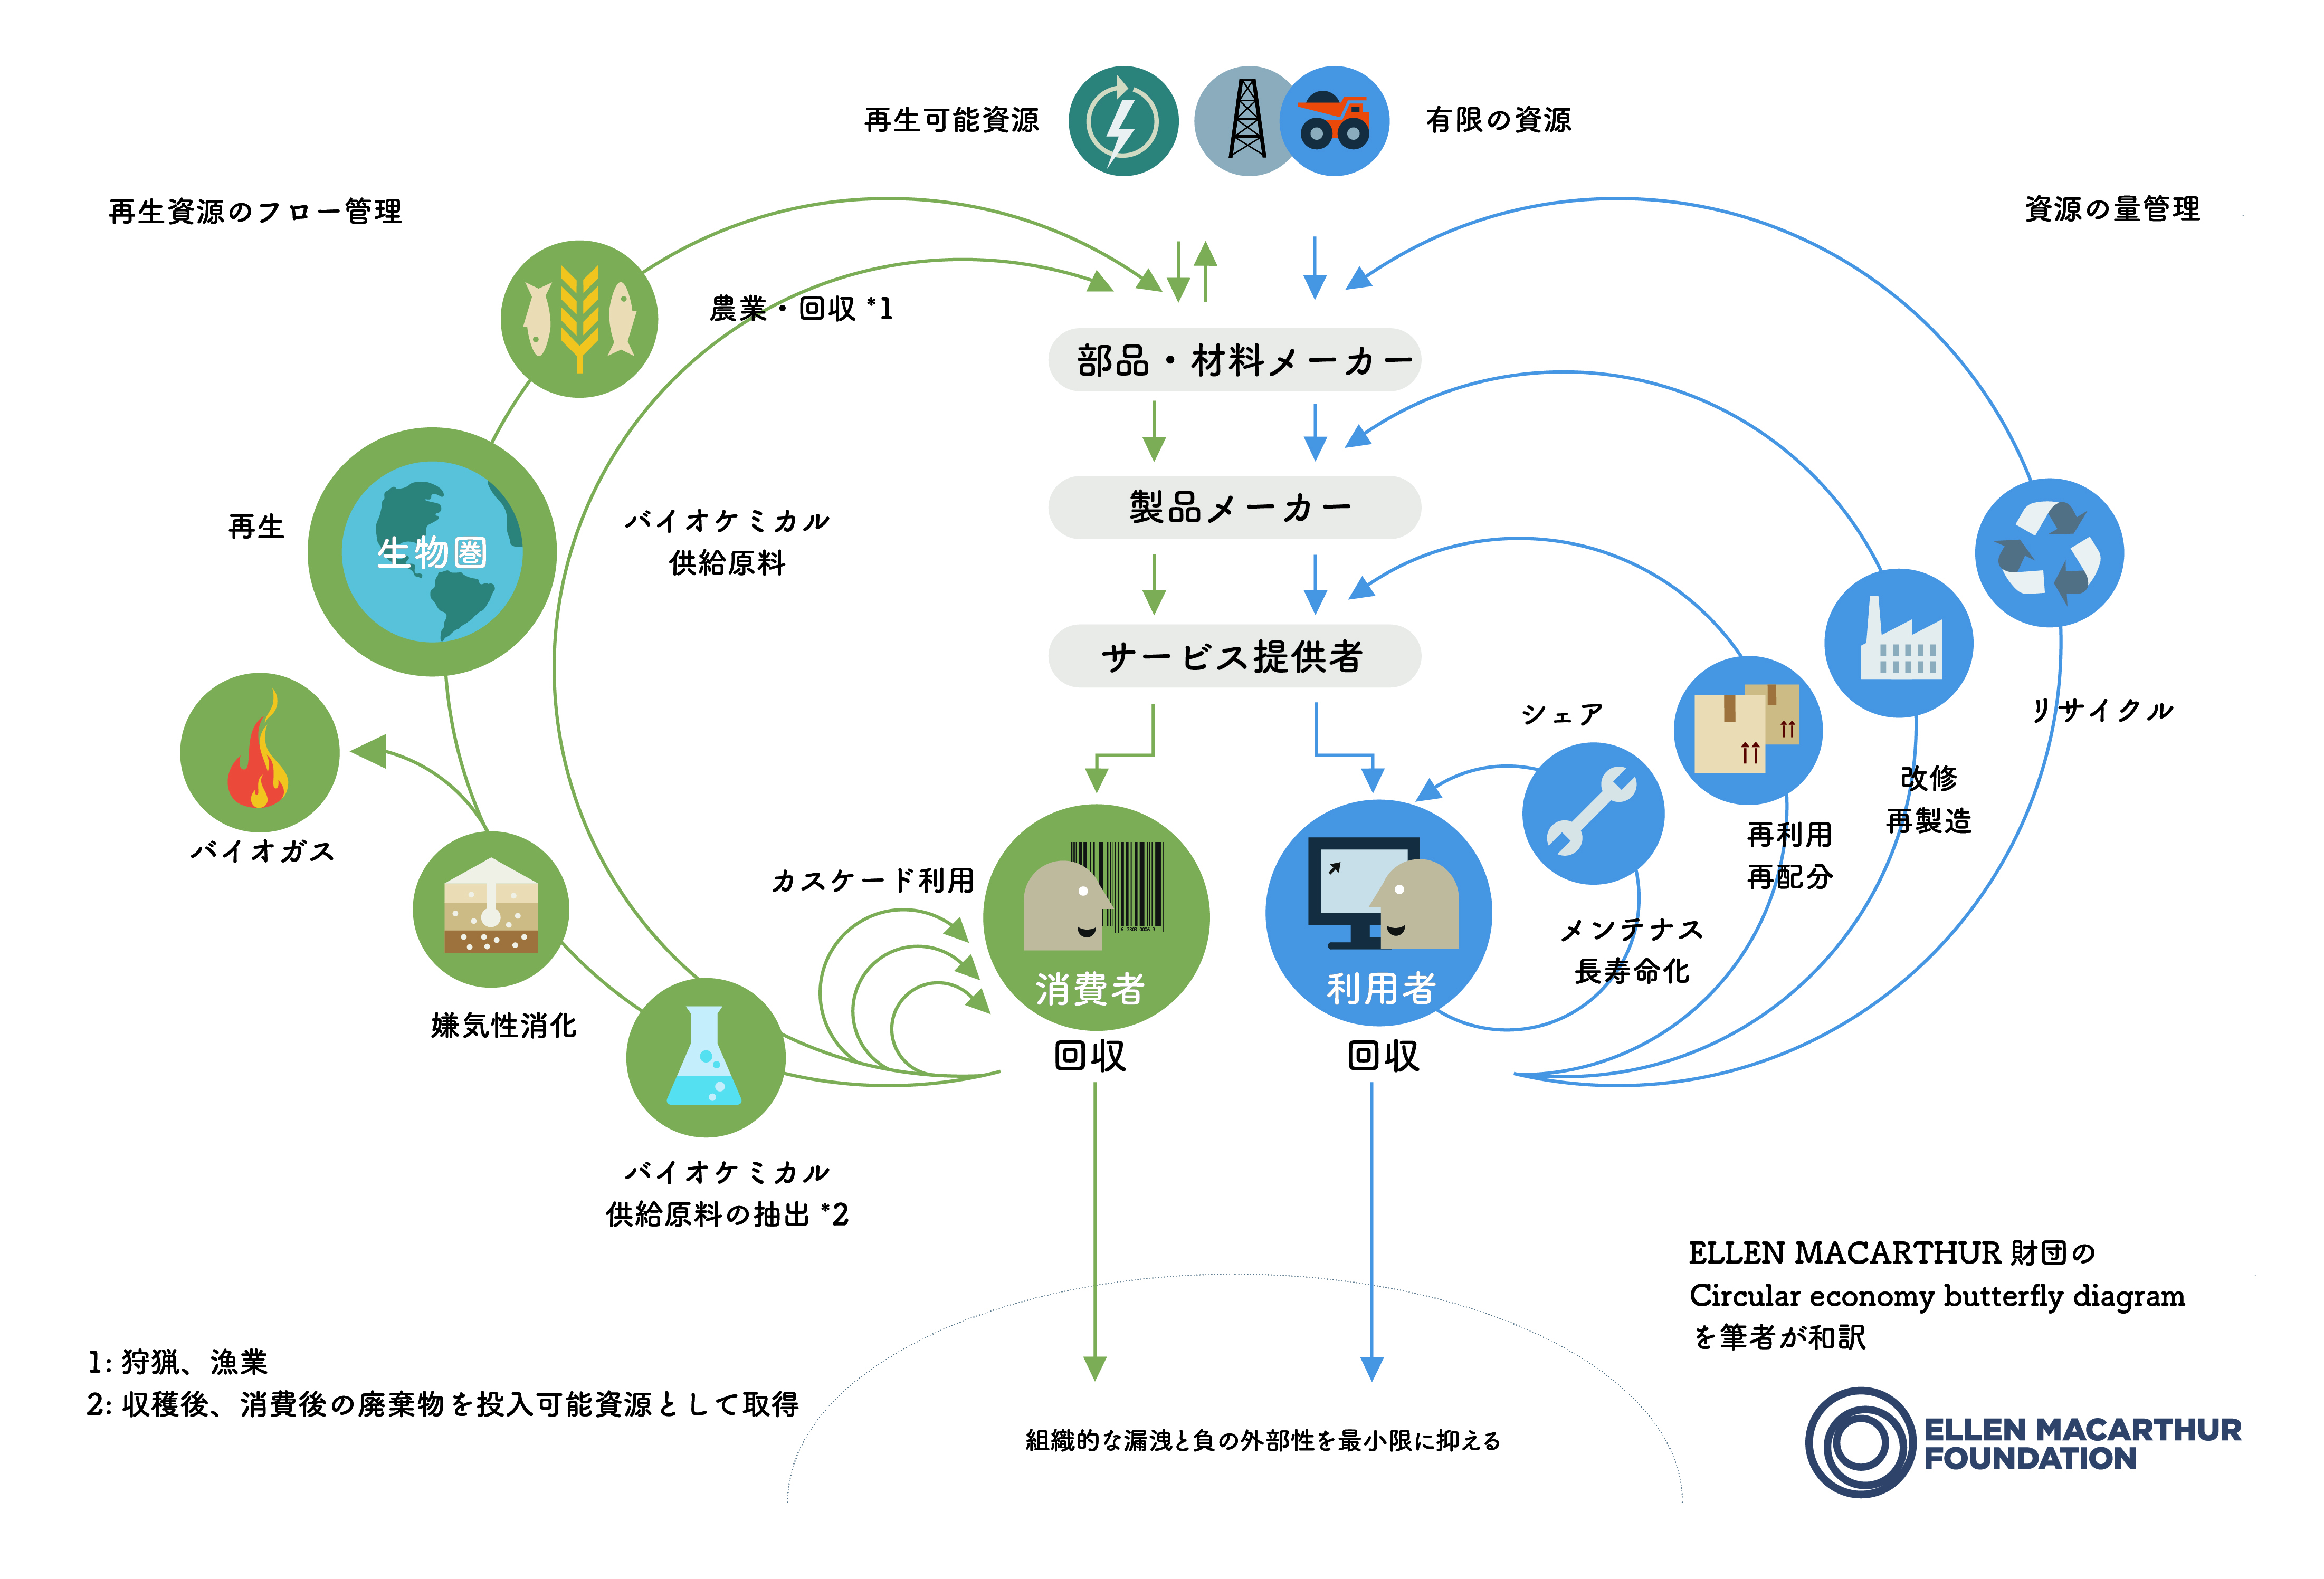 再生可能資源
有限の資源
再生資源のフロー管理
資源の量管理
農業・回収 *1
部品・材料メーカー
製品メーカー
サービス提供者
再生
生物圏
バイオケミカル
供給原料
バイオガス
嫌気性消化
カスケード利用
バイオケミカル
供給原料の抽出 *2
消費者
回収
利用者
回収
シェア
メンテナス
長寿命化
再利用
再配分
改修
再製造
リサイクル
組織的な漏洩と負の外部性を最小限に抑える
1: 狩猟、漁業
2: 収穫後、消費後の廃棄物を投入可能資源として取得
ELLEN MACARTHUR 財団の
Circular economy butterfly diagram
を筆者が和訳
ELLEN MACARTHUR
FOUNDATION